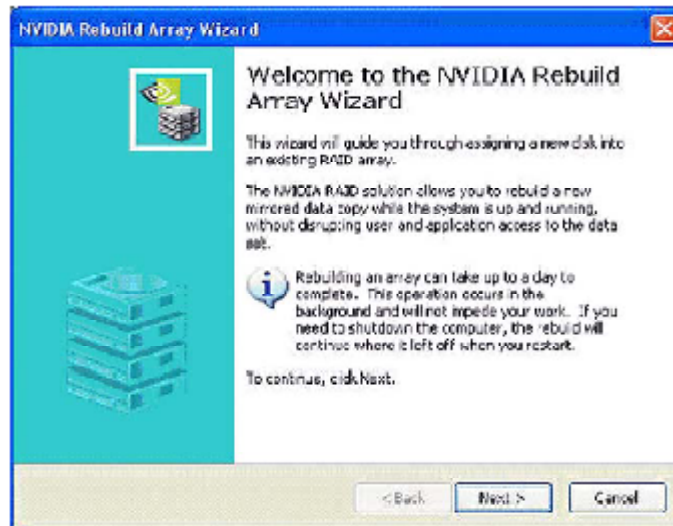 NVIDIA Rebuild Array Wizard
Welcome to the NVIDIA Rebuild
Array Wizard
This wizard will guide you through assigning a new disk into
an existing RAID array.
The NVIDIA RAID solution allows you to rebuild a new
mirrored data copy while the system is up and running,
without disrupting user and application access to the data
set.
Rebuilding an array can take up to a day to
complete. This operation occurs in the
background and will not impede your work. If you
need to shutdown the computer, the rebuild will
continue where it left off when you restart.
To continue, click Next.
< Back
Next >
Cancel